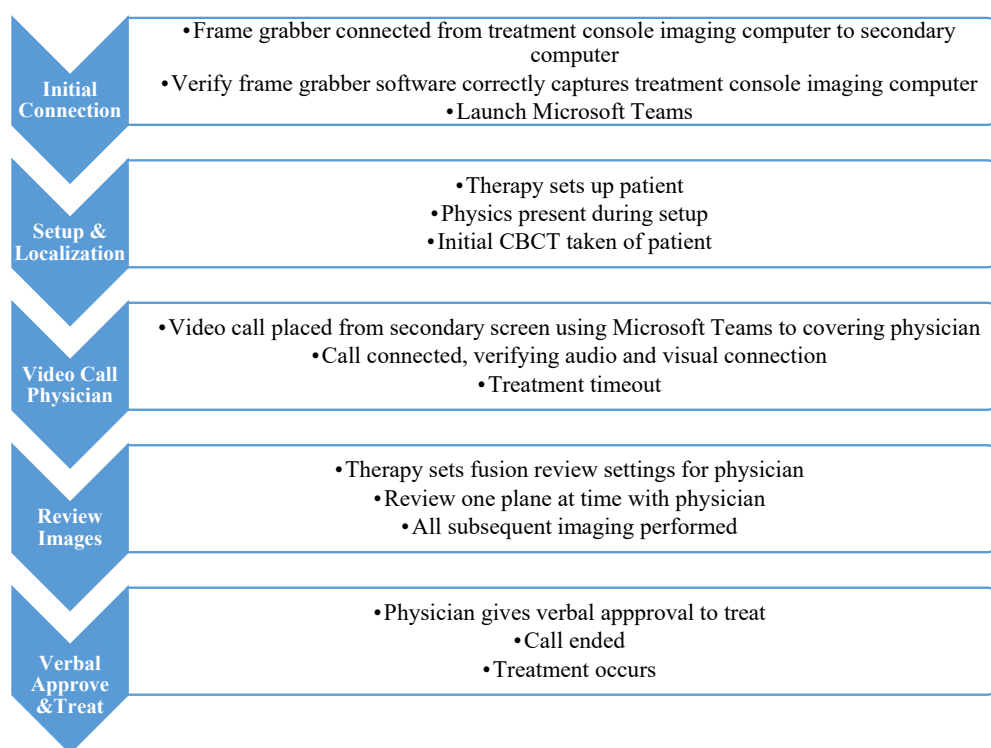 Initial
Connection
•Frame grabber connected from treatment console imaging computer to secondary
computer
•Verify frame grabber software correctly captures treatment console imaging computer
•Launch Microsoft Teams
Setup &
Localization
•Therapy sets up patient
•Physics present during setup
•Initial CBCT taken of patient
Video Call
Physician
•Video call placed from secondary screen using Microsoft Teams to covering physician
•Call connected, verifying audio and visual connection
•Treatment timeout
Review
Images
•Therapy sets fusion review settings for physician
•Review one plane at time with physician
•All subsequent imaging performed
Verbal
Approve
&Treat
•Physician gives verbal appproval to treat
•Call ended
•Treatment occurs